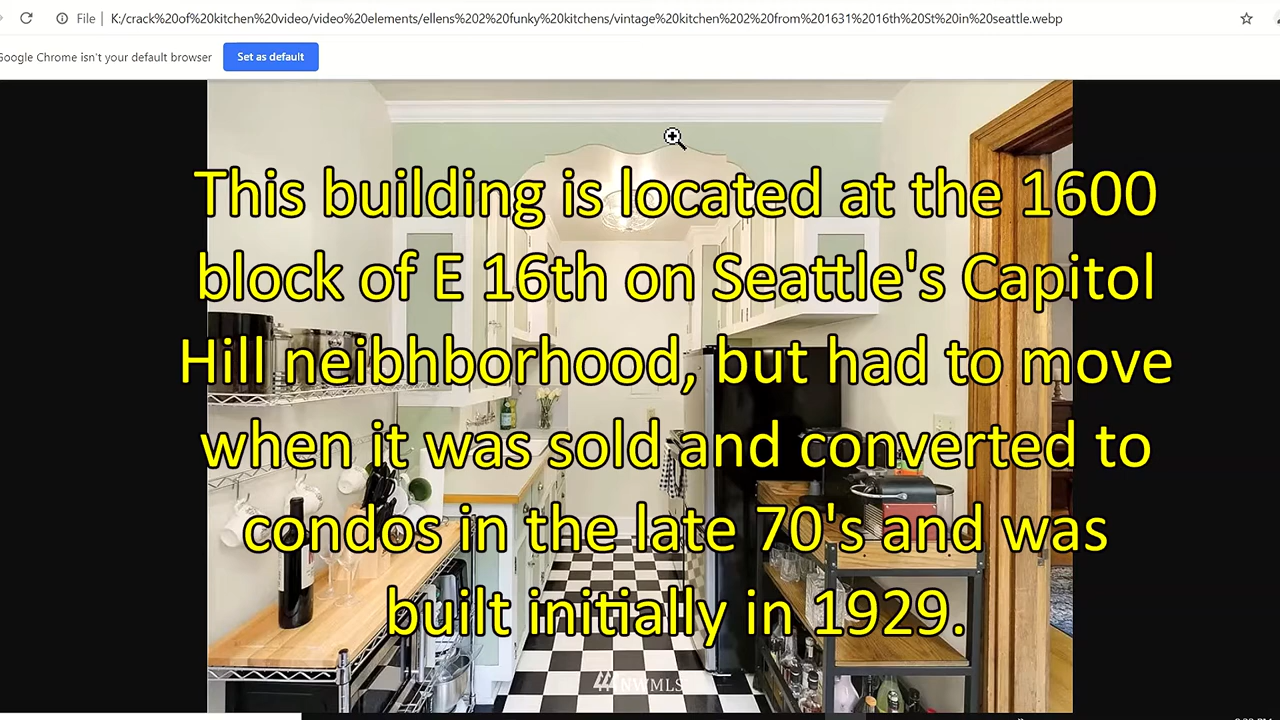 File
K:/crack%20of%20kitchen%20video/video%20elements/ellens%202%20funky%20kitchens/vintage%20kitchen%202%20from%201631%2016th%20St%20in%20seattle.webp
Google Chrome isn't your default browser
Set as default
This building is located at the 1600
block of E 16th on Seattle's Capitol
Hill neibhborhood, but had to move
when it was sold and converted to
condos in the late 70's and was
built initially in 1929.
NWMLS